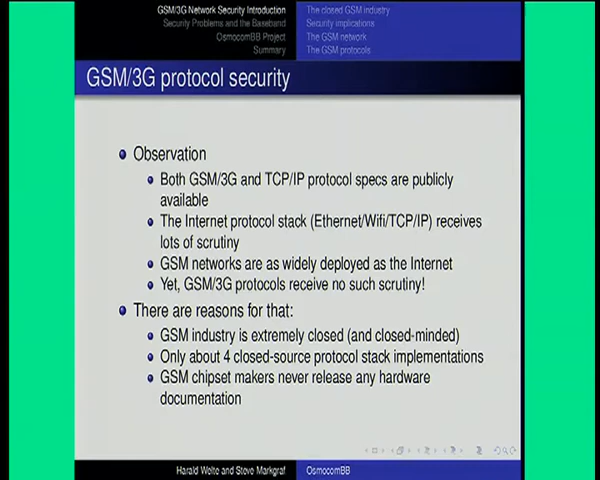 GSM/3G Network Security Introduction
Security Problems and the Baseband
OsmocomBB Project
Summary
The closed GSM industry
Security implications
The GSM network
The GSM protocols
GSM/3G protocol security
Observation
Both GSM/3G and TCP/IP protocol specs are publicly
available
The Internet protocol stack (Ethernet/Wifi/TCP/IP) receives
lots of scrutiny
GSM networks are as widely deployed as the Internet
Yet, GSM/3G protocols receive no such scrutiny!
There are reasons for that:
GSM industry is extremely closed (and closed-minded)
Only about 4 closed-source protocol stack implementations
GSM chipset makers never release any hardware
documentation
Harald Welte and Steve Markgraf
OsmocomBB